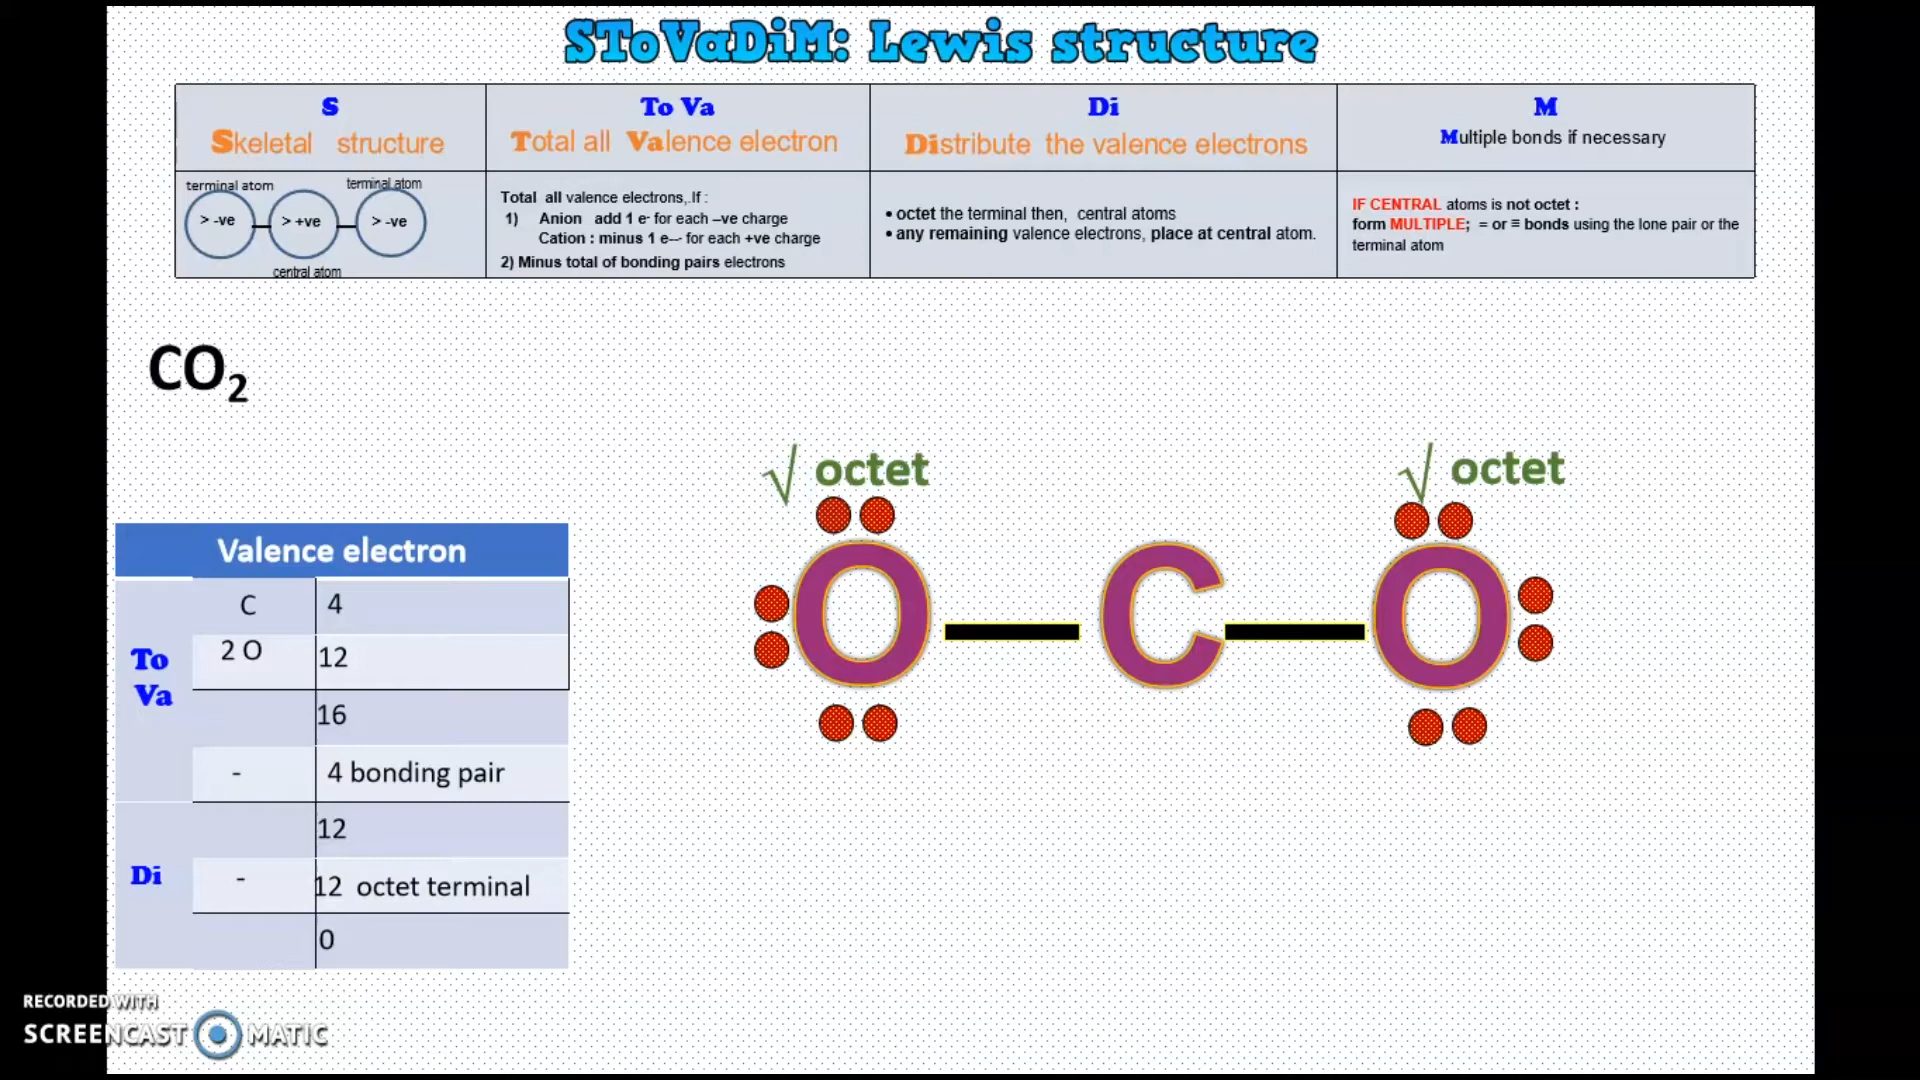 SToVaDiM: Lewis structure
S
Skeletal structure
To Va
Total all Valence electron
Di
Distribute the valence electrons
M
Multiple bonds if necessary
terminal atom
terminal atom
> -ve
> +ve
> -ve
central atom
Total all valence electrons,.If :
1) Anion add 1 e- for each –ve charge
Cation : minus 1 e-– for each +ve charge
2) Minus total of bonding pairs electrons
• octet the terminal then, central atoms
• any remaining valence electrons, place at central atom.
IF CENTRAL atoms is not octet :
form MULTIPLE; = or ≡ bonds using the lone pair or the
terminal atom
CO₂
√ octet
√ octet
O C O
Valence electron
To
Va
C 4
2 O 12
16
- 4 bonding pair
Di
12
- 12 octet terminal
0
RECORDED WITH
SCREENCAST MATIC